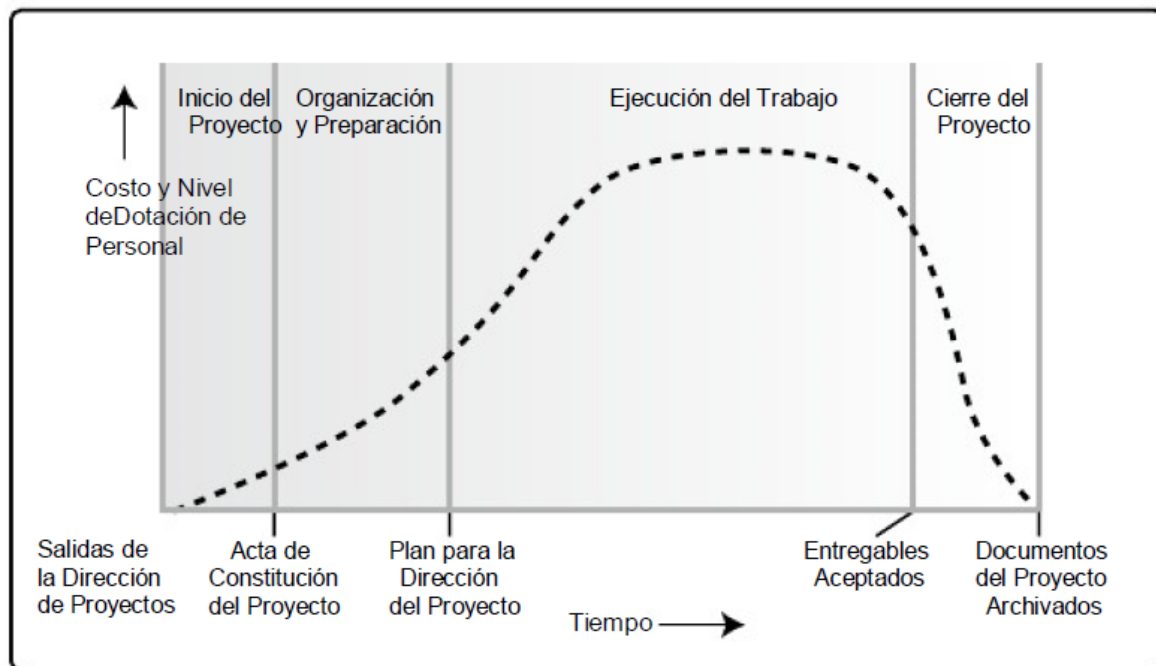 Inicio del
Proyecto
Organización
y Preparación
Ejecución del Trabajo
Cierre del
Proyecto
Costo y Nivel
deDotación de
Personal
Salidas de
la Dirección
de Proyectos
Acta de
Constitución
del Proyecto
Plan para la
Dirección
del Proyecto
Entregables
Aceptados
Documentos
del Proyecto
Archivados
Tiempo